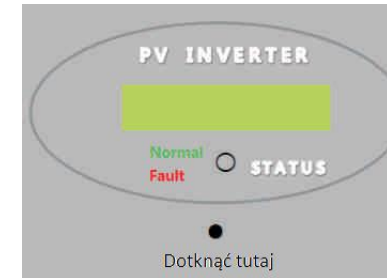 PV INVERTER
Normal
Fault
STATUS
Dotknąć tutaj